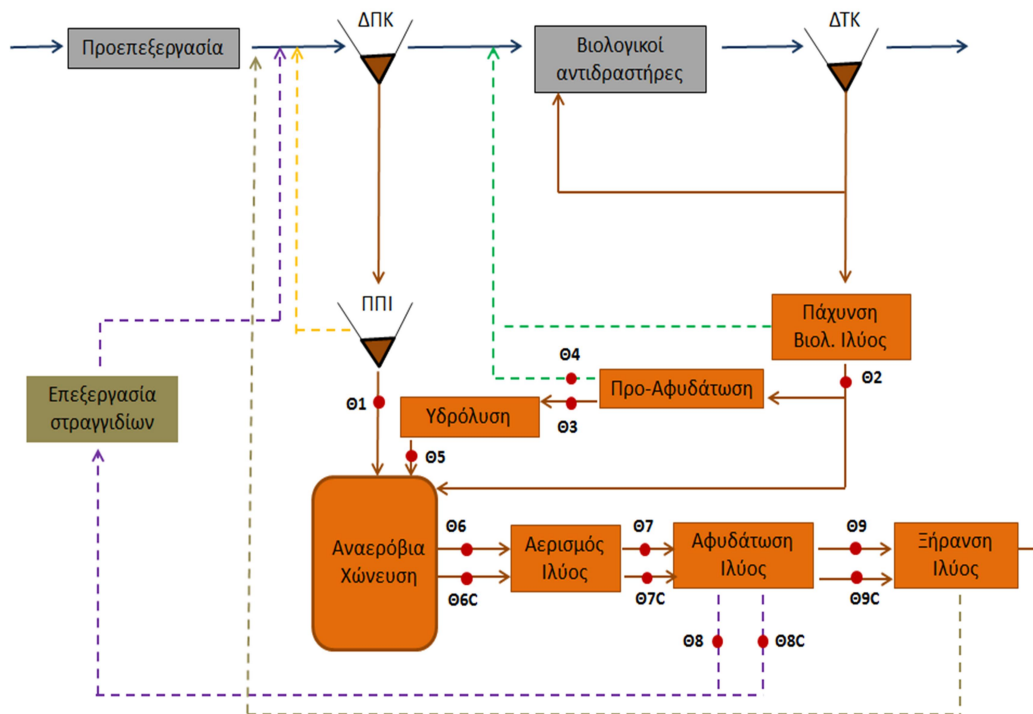 ΔΠΚ
ΔΤΚ
Προεπεξεργασία
Βιολογικοί
αντιδραστήρες
ΠΠΙ
Πάχυνση
Βιολ. Ιλύος
Θ4
Θ2
Επεξεργασία
στραγγιδίων
Προ-Αφυδάτωση
Θ1
Υδρόλυση
Θ3
Θ5
Αναερόβια
Χώνευση
Θ6
Θ6C
Αερισμός
Ιλύος
Θ7
Θ7C
Αφυδάτωση
Ιλύος
Θ9
Θ9C
Ξήρανση
Ιλύος
Θ8
Θ8C